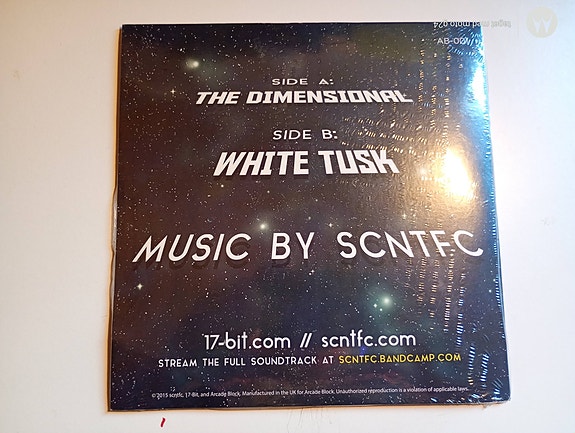 AB-027
SIDE A:
THE DIMENSIONAL
SIDE B:
WHITE TUSK
MUSIC BY SCNTFC
17-bit.com // scntfc.com
STREAM THE FULL SOUNDTRACK AT SCNTFC.BANDCAMP.COM
© 2015 scntfc, 17-Bit, and Arcade Block. Manufactured in the UK for Arcade Block. Unauthorized reproduction is a violation of applicable laws.